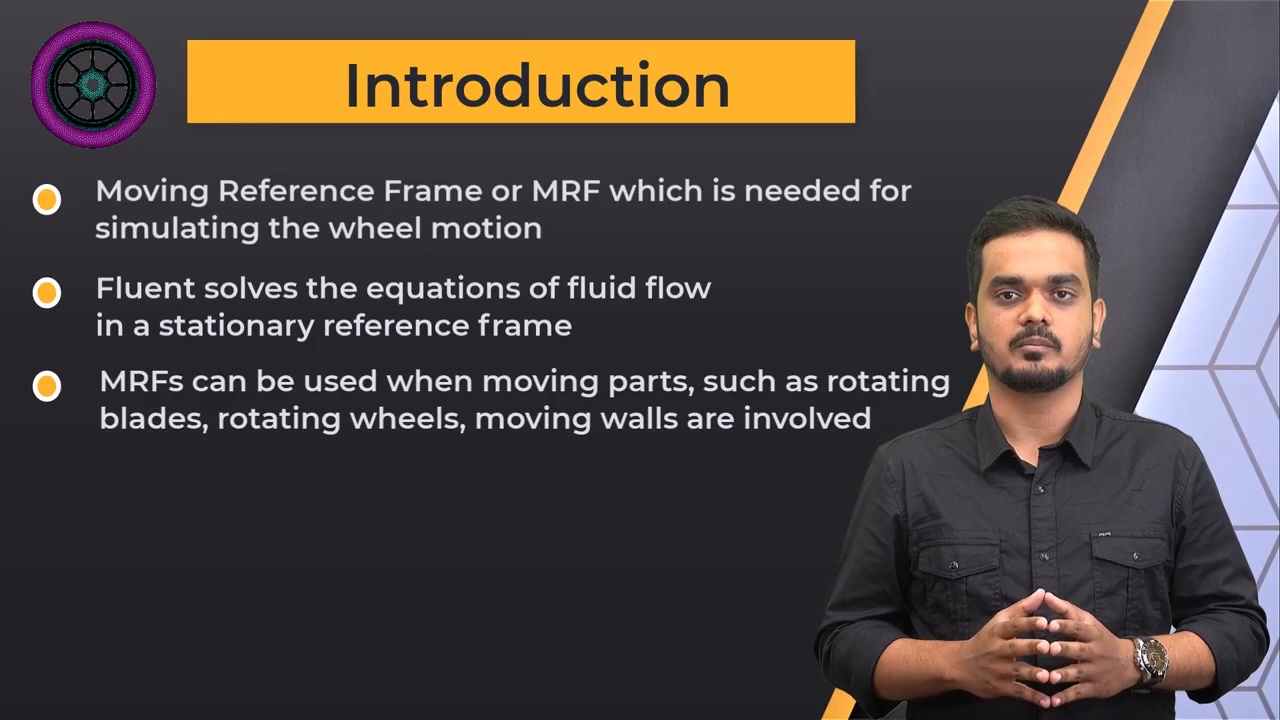 Introduction
Moving Reference Frame or MRF which is needed for
simulating the wheel motion
Fluent solves the equations of fluid flow
in a stationary reference frame
MRFs can be used when moving parts, such as rotating
blades, rotating wheels, moving walls are involved